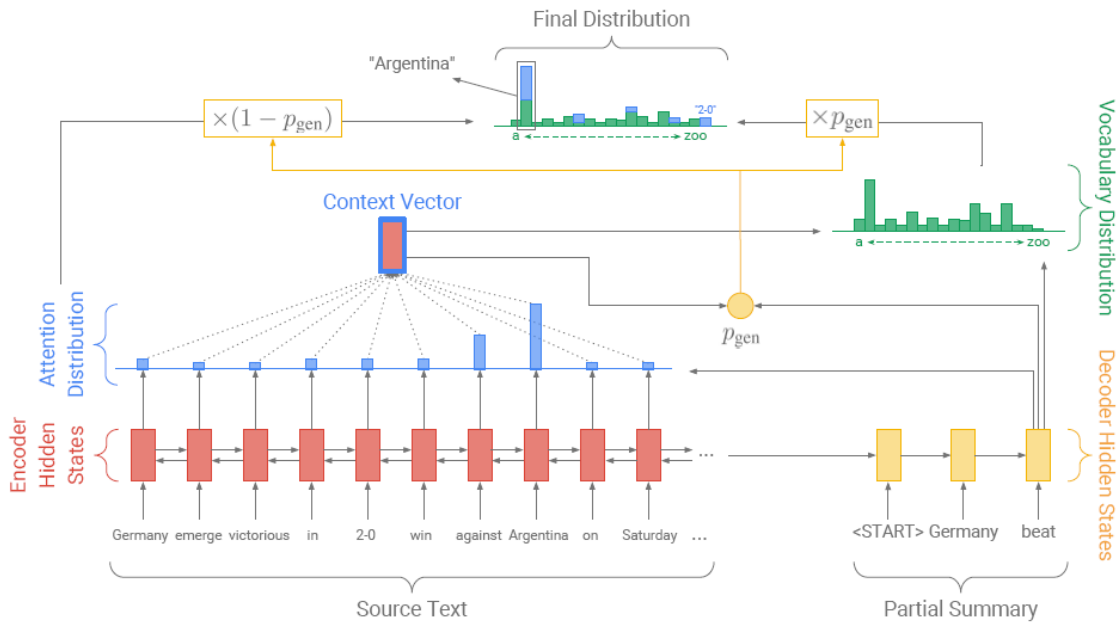 Final Distribution
"Argentina"
×(1 − p_gen)
"2-0"
×p_gen
a
zoo
Context Vector
Vocabulary Distribution
a
zoo
Attention
Distribution
p_gen
Encoder
Hidden
States
Decoder Hidden States
...
Germany emerge victorious in 2-0 win against Argentina on Saturday ...
<START> Germany beat
Source Text
Partial Summary